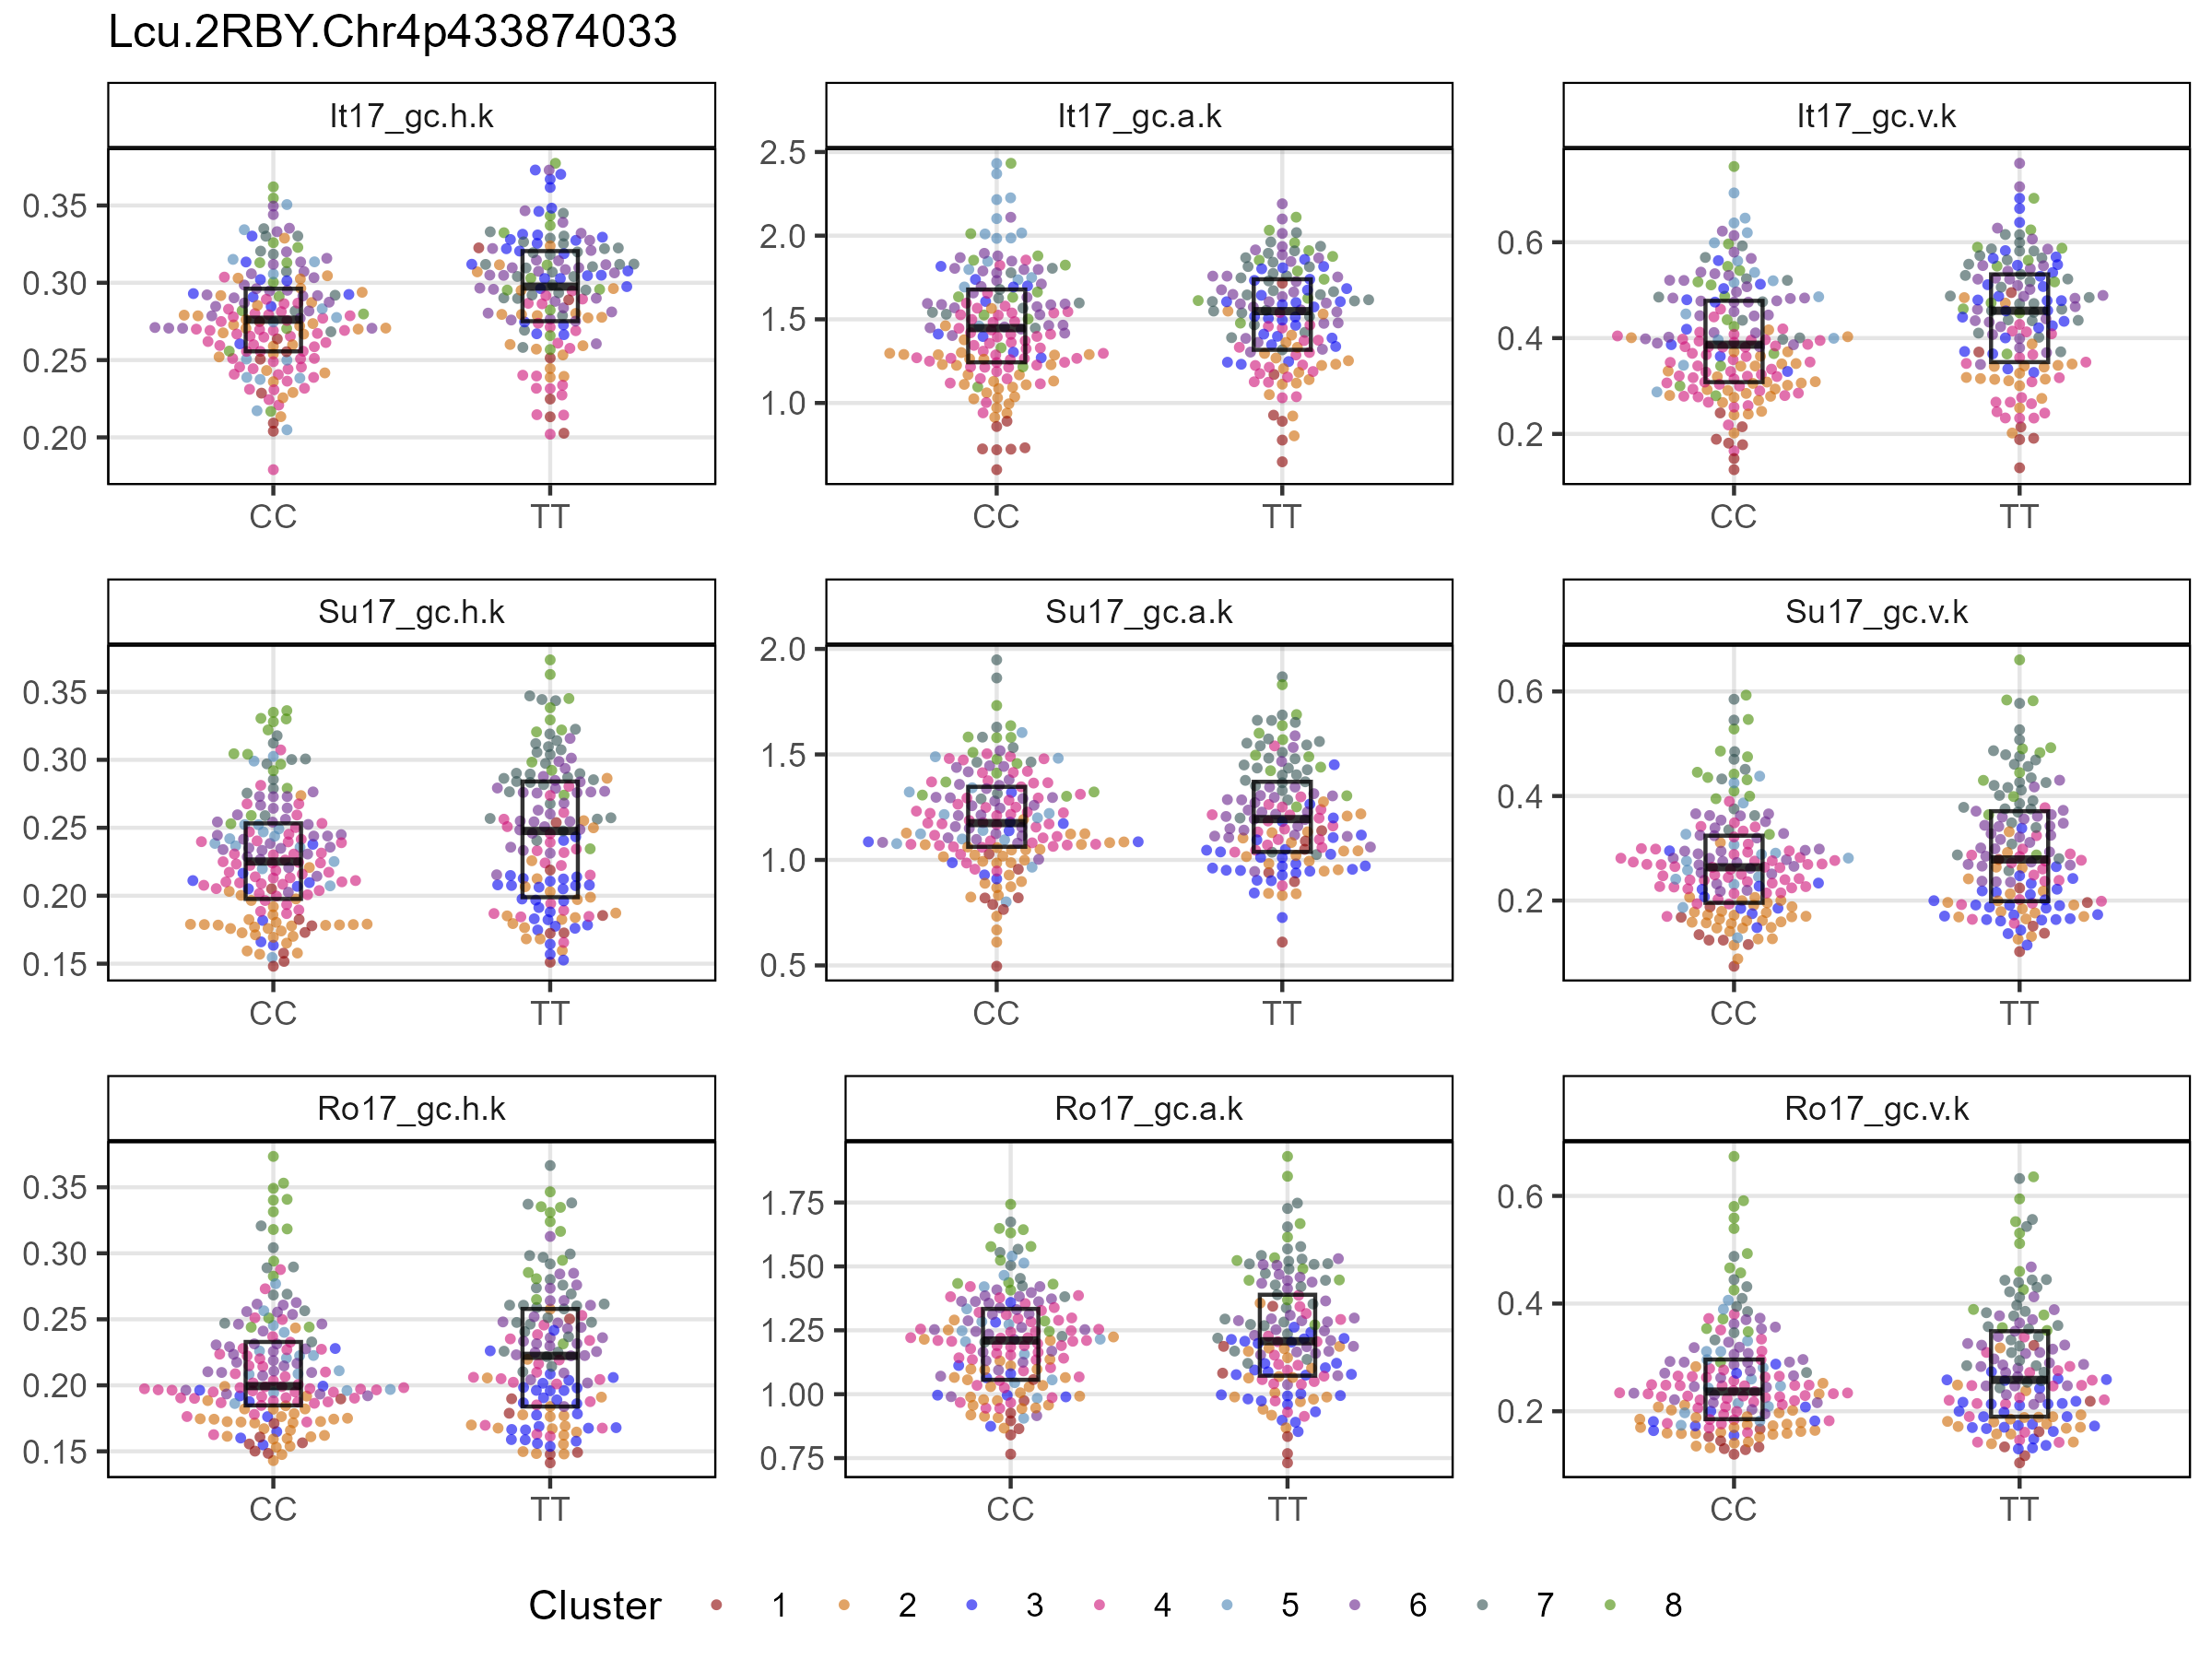 Lcu.2RBY.Chr4p433874033
It17_gc.h.k
It17_gc.a.k
It17_gc.v.k
0.35
0.30
0.25
0.20
2.5
2.0
1.5
1.0
0.6
0.4
0.2
CC TT
CC TT
CC TT
Su17_gc.h.k
Su17_gc.a.k
Su17_gc.v.k
0.35
0.30
0.25
0.20
0.15
2.0
1.5
1.0
0.5
0.6
0.4
0.2
CC TT
CC TT
CC TT
Ro17_gc.h.k
Ro17_gc.a.k
Ro17_gc.v.k
0.35
0.30
0.25
0.20
0.15
1.75
1.50
1.25
1.00
0.75
0.6
0.4
0.2
CC TT
CC TT
CC TT
Cluster 1 2 3 4 5 6 7 8